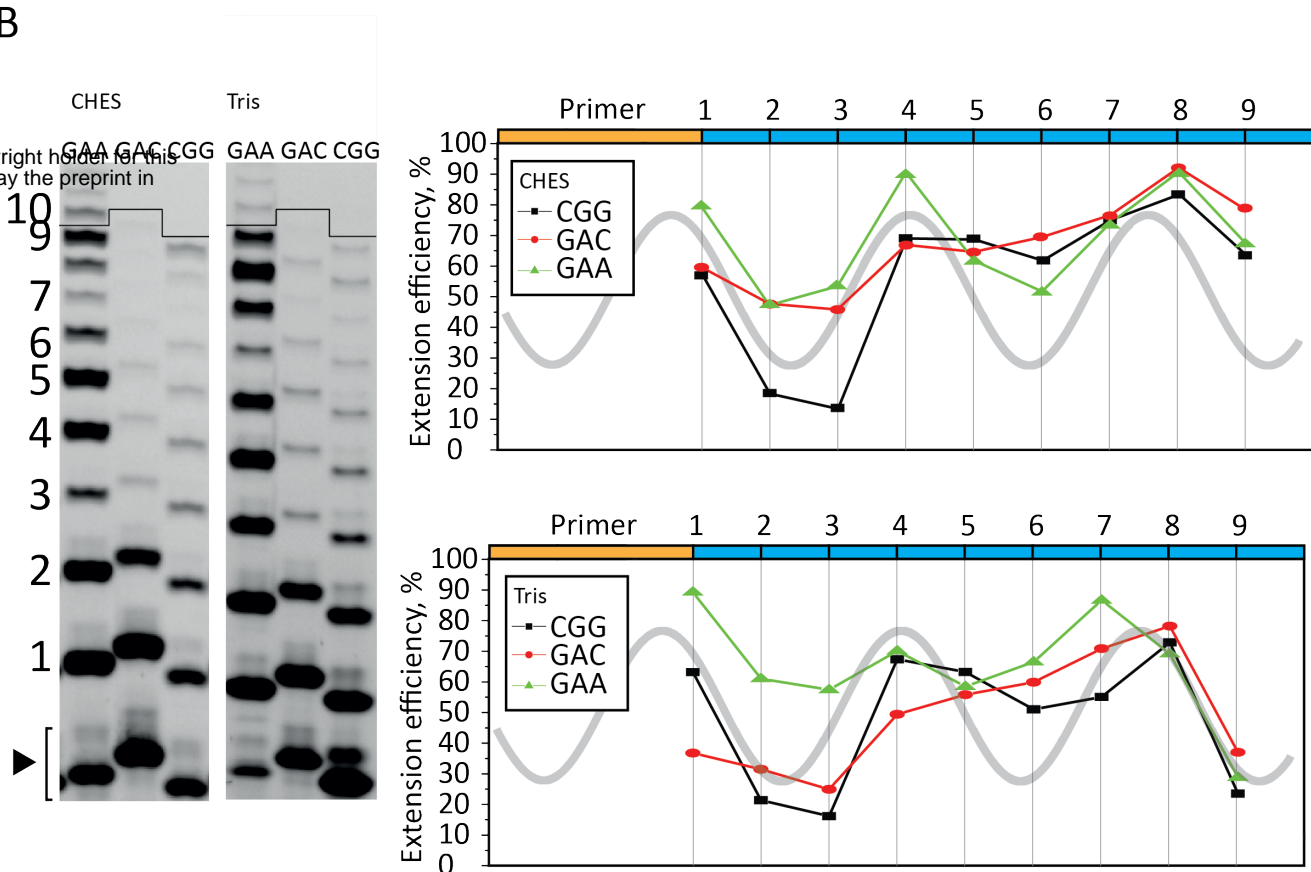 B
CHES Tris
GAA GAC CGG GAA GAC CGG
right holder for this
ay the preprint in
10
9
7
6
5
4
3
2
1
Primer 1 2 3 4 5 6 7 8 9
Extension efficiency, %
100
90
80
70
60
50
40
30
20
10
0
CHES
CGG
GAC
GAA
Primer 1 2 3 4 5 6 7 8 9
Extension efficiency, %
100
90
80
70
60
50
40
30
20
10
0
Tris
CGG
GAC
GAA